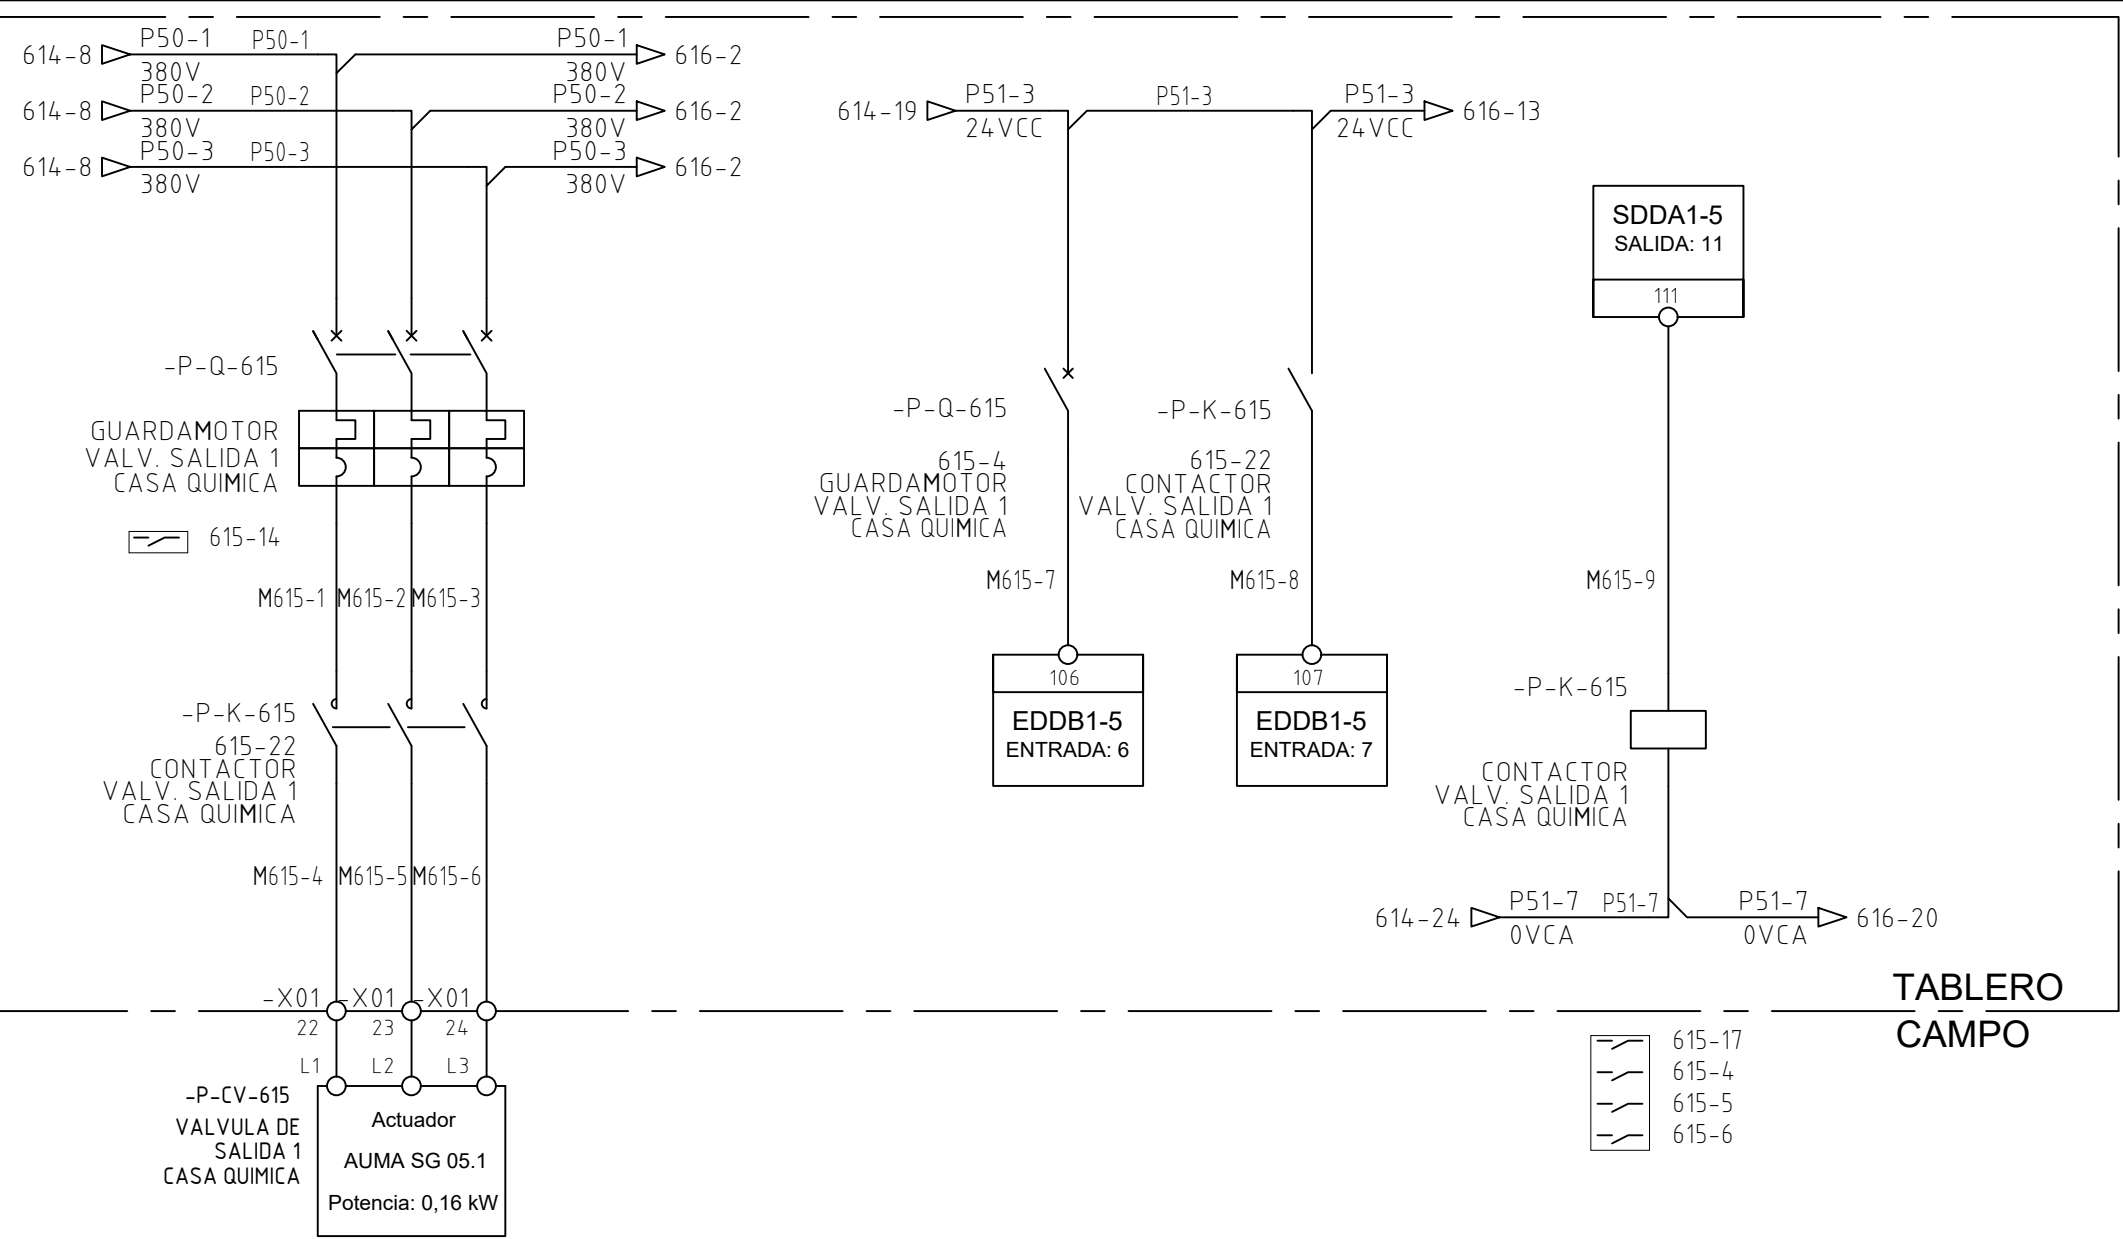 614-8 P50-1 P50-1 P50-1 616-2
380V 380V
614-8 P50-2 P50-2 P50-2 616-2
380V 380V
614-8 P50-3 P50-3 P50-3 616-2
380V 380V
-P-Q-615
GUARDAMOTOR
VALV. SALIDA 1
CASA QUIMICA
615-14
M615-1 M615-2 M615-3
-P-K-615
615-22
CONTACTOR
VALV. SALIDA 1
CASA QUIMICA
M615-4 M615-5 M615-6
-X01 -X01 -X01
22 23 24
L1 L2 L3
-P-CV-615
VALVULA DE
SALIDA 1
CASA QUIMICA
Actuador
AUMA SG 05.1
Potencia: 0,16 kW
614-19 P51-3 P51-3 P51-3 616-13
24VCC 24VCC
-P-Q-615
615-4
GUARDAMOTOR
VALV. SALIDA 1
CASA QUIMICA
M615-7
106
EDDB1-5
ENTRADA: 6
-P-K-615
615-22
CONTACTOR
VALV. SALIDA 1
CASA QUIMICA
M615-8
107
EDDB1-5
ENTRADA: 7
SDDA1-5
SALIDA: 11
111
M615-9
-P-K-615
CONTACTOR
VALV. SALIDA 1
CASA QUIMICA
614-24 P51-7 P51-7 P51-7 616-20
0VCA 0VCA
TABLERO
CAMPO
615-17
615-4
615-5
615-6